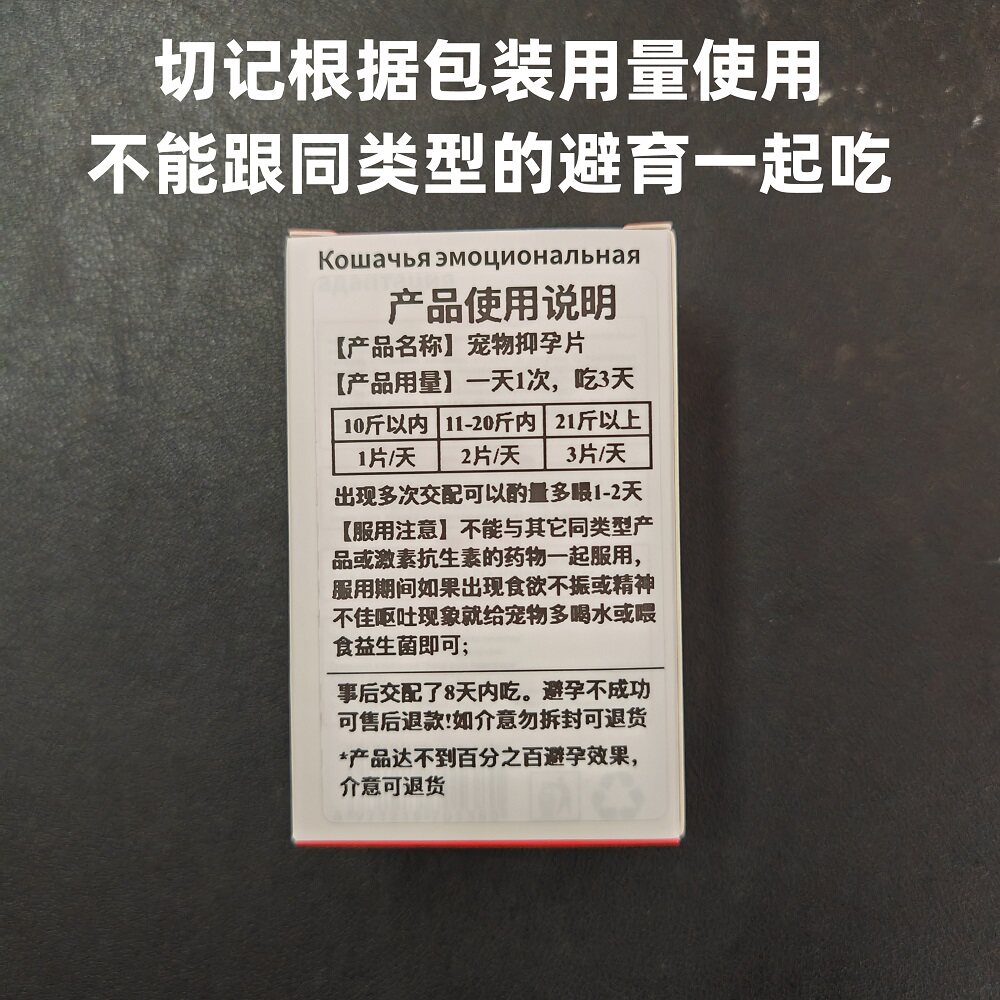 切记根据包装用量使用
不能跟同类型的避育一起吃
Кошачья эмоциональная
产品使用说明
【产品名称】宠物抑孕片
【产品用量】一天1次，吃3天
10斤以内 11-20斤内 21斤以上
1片/天 2片/天 3片/天
出现多次交配可以酌量多喂1-2天
【服用注意】不能与其它同类型产
品或激素抗生素的药物一起服用，
服用期间如果出现食欲不振或精神
不佳呕吐现象就给宠物多喝水或喂
食益生菌即可；
事后交配了8天内吃。避孕不成功
可售后退款!如介意勿拆封可退货
*产品达不到百分之百避孕效果，
介意可退货